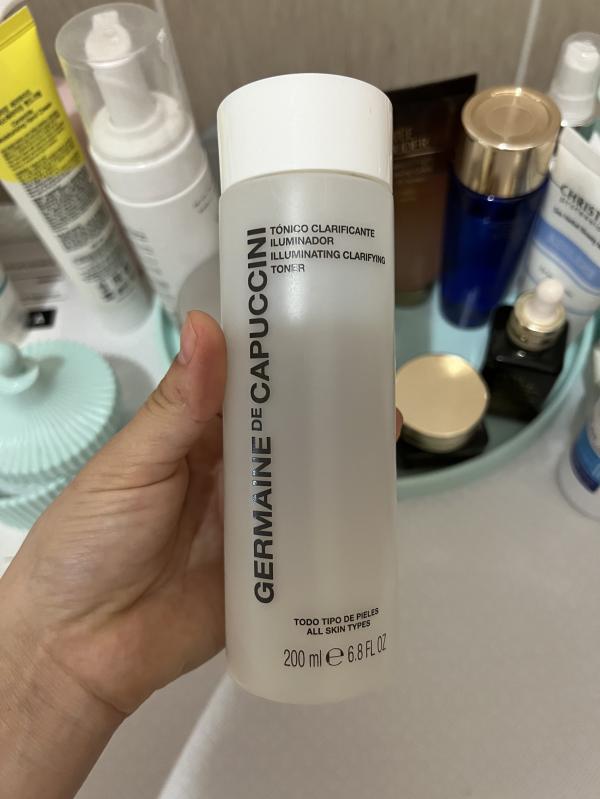 TÓNICO CLARIFICANTE
ILUMINADOR
ILLUMINATING CLARIFYING
TONER
GERMAINE DE CAPUCCINI
TODO TIPO DE PIELES
ALL SKIN TYPES
200 ml ℮ 6.8 FL OZ
CHRIST